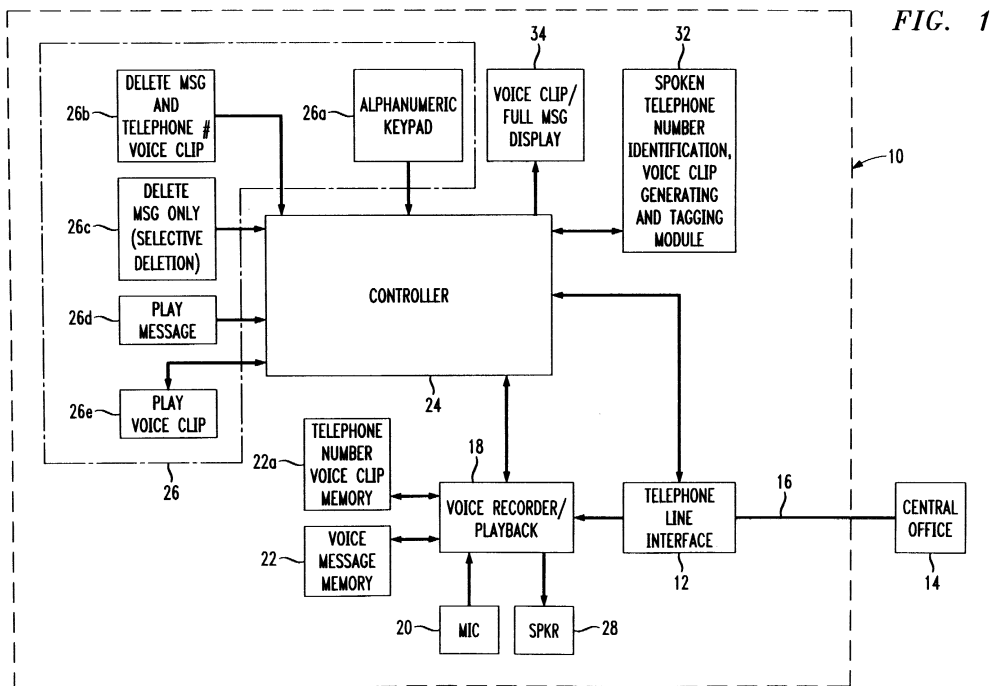 FIG. 1
34
32
26b
DELETE MSG
AND
TELEPHONE #
VOICE CLIP
26a
ALPHANUMERIC
KEYPAD
VOICE CLIP/
FULL MSG
DISPLAY
SPOKEN
TELEPHONE
NUMBER
IDENTIFICATION,
VOICE CLIP
GENERATING
AND TAGGING
MODULE
10
26c
DELETE
MSG ONLY
(SELECTIVE
DELETION)
CONTROLLER
26d
PLAY
MESSAGE
24
26e
PLAY
VOICE CLIP
26
22a
TELEPHONE
NUMBER
VOICE CLIP
MEMORY
18
VOICE RECORDER/
PLAYBACK
TELEPHONE
LINE
INTERFACE
12
16
CENTRAL
OFFICE
14
22
VOICE
MESSAGE
MEMORY
20
MIC
SPKR
28